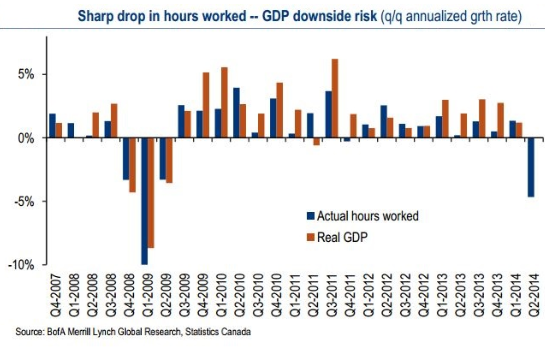 Sharp drop in hours worked -- GDP downside risk (q/q annualized grth rate)
5%
0%
-5%
-10%
Actual hours worked
Real GDP
Q4-2007
Q1-2008
Q2-2008
Q3-2008
Q4-2008
Q1-2009
Q2-2009
Q3-2009
Q4-2009
Q1-2010
Q2-2010
Q3-2010
Q4-2010
Q1-2011
Q2-2011
Q3-2011
Q4-2011
Q1-2012
Q2-2012
Q3-2012
Q4-2012
Q1-2013
Q2-2013
Q3-2013
Q4-2013
Q1-2014
Q2-2014
Source: BofA Merrill Lynch Global Research, Statistics Canada